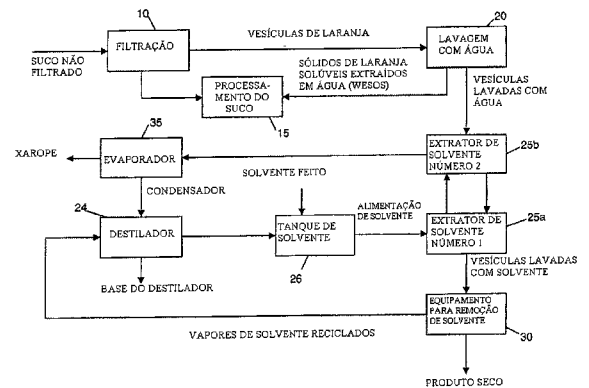 10
VESÍCULAS DE LARANJA
20
FILTRAÇÃO
LAVAGEM
COM ÁGUA
SUCO NÃO
FILTRADO
SÓLIDOS DE LARANJA
SOLÚVEIS EXTRAÍDOS
EM ÁGUA (WESOS)
PROCESSA-
MENTO DO
SUCO
15
VESÍCULAS
LAVADAS COM
ÁGUA
35
EXTRATOR DE
SOLVENTE
NÚMERO 2
25b
XAROPE
EVAPORADOR
SOLVENTE FEITO
CONDENSADOR
24
DESTILADOR
TANQUE DE
SOLVENTE
26
ALIMENTAÇÃO
DE SOLVENTE
EXTRATOR DE
SOLVENTE
NÚMERO 1
25a
VESÍCULAS LAVADAS
COM SOLVENTE
BASE DO DESTILADOR
EQUIPAMENTO
PARA REMOÇÃO
DE SOLVENTE
30
VAPORES DE SOLVENTE RECICLADOS
PRODUTO SECO